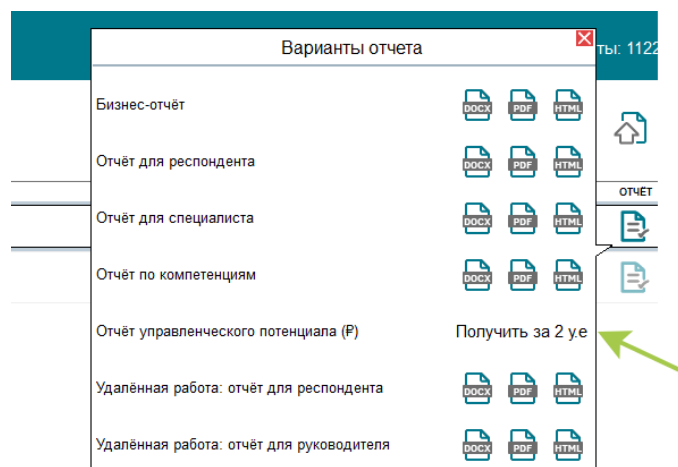 Варианты отчета
ты: 1122
Бизнес-отчёт
DOCX PDF HTML
Отчёт для респондента
DOCX PDF HTML
ОТЧЁТ
Отчёт для специалиста
DOCX PDF HTML
Отчёт по компетенциям
DOCX PDF HTML
Отчёт управленческого потенциала (₽)
Получить за 2 у.е
Удалённая работа: отчёт для респондента
DOCX PDF HTML
Удалённая работа: отчёт для руководителя
DOCX PDF HTML